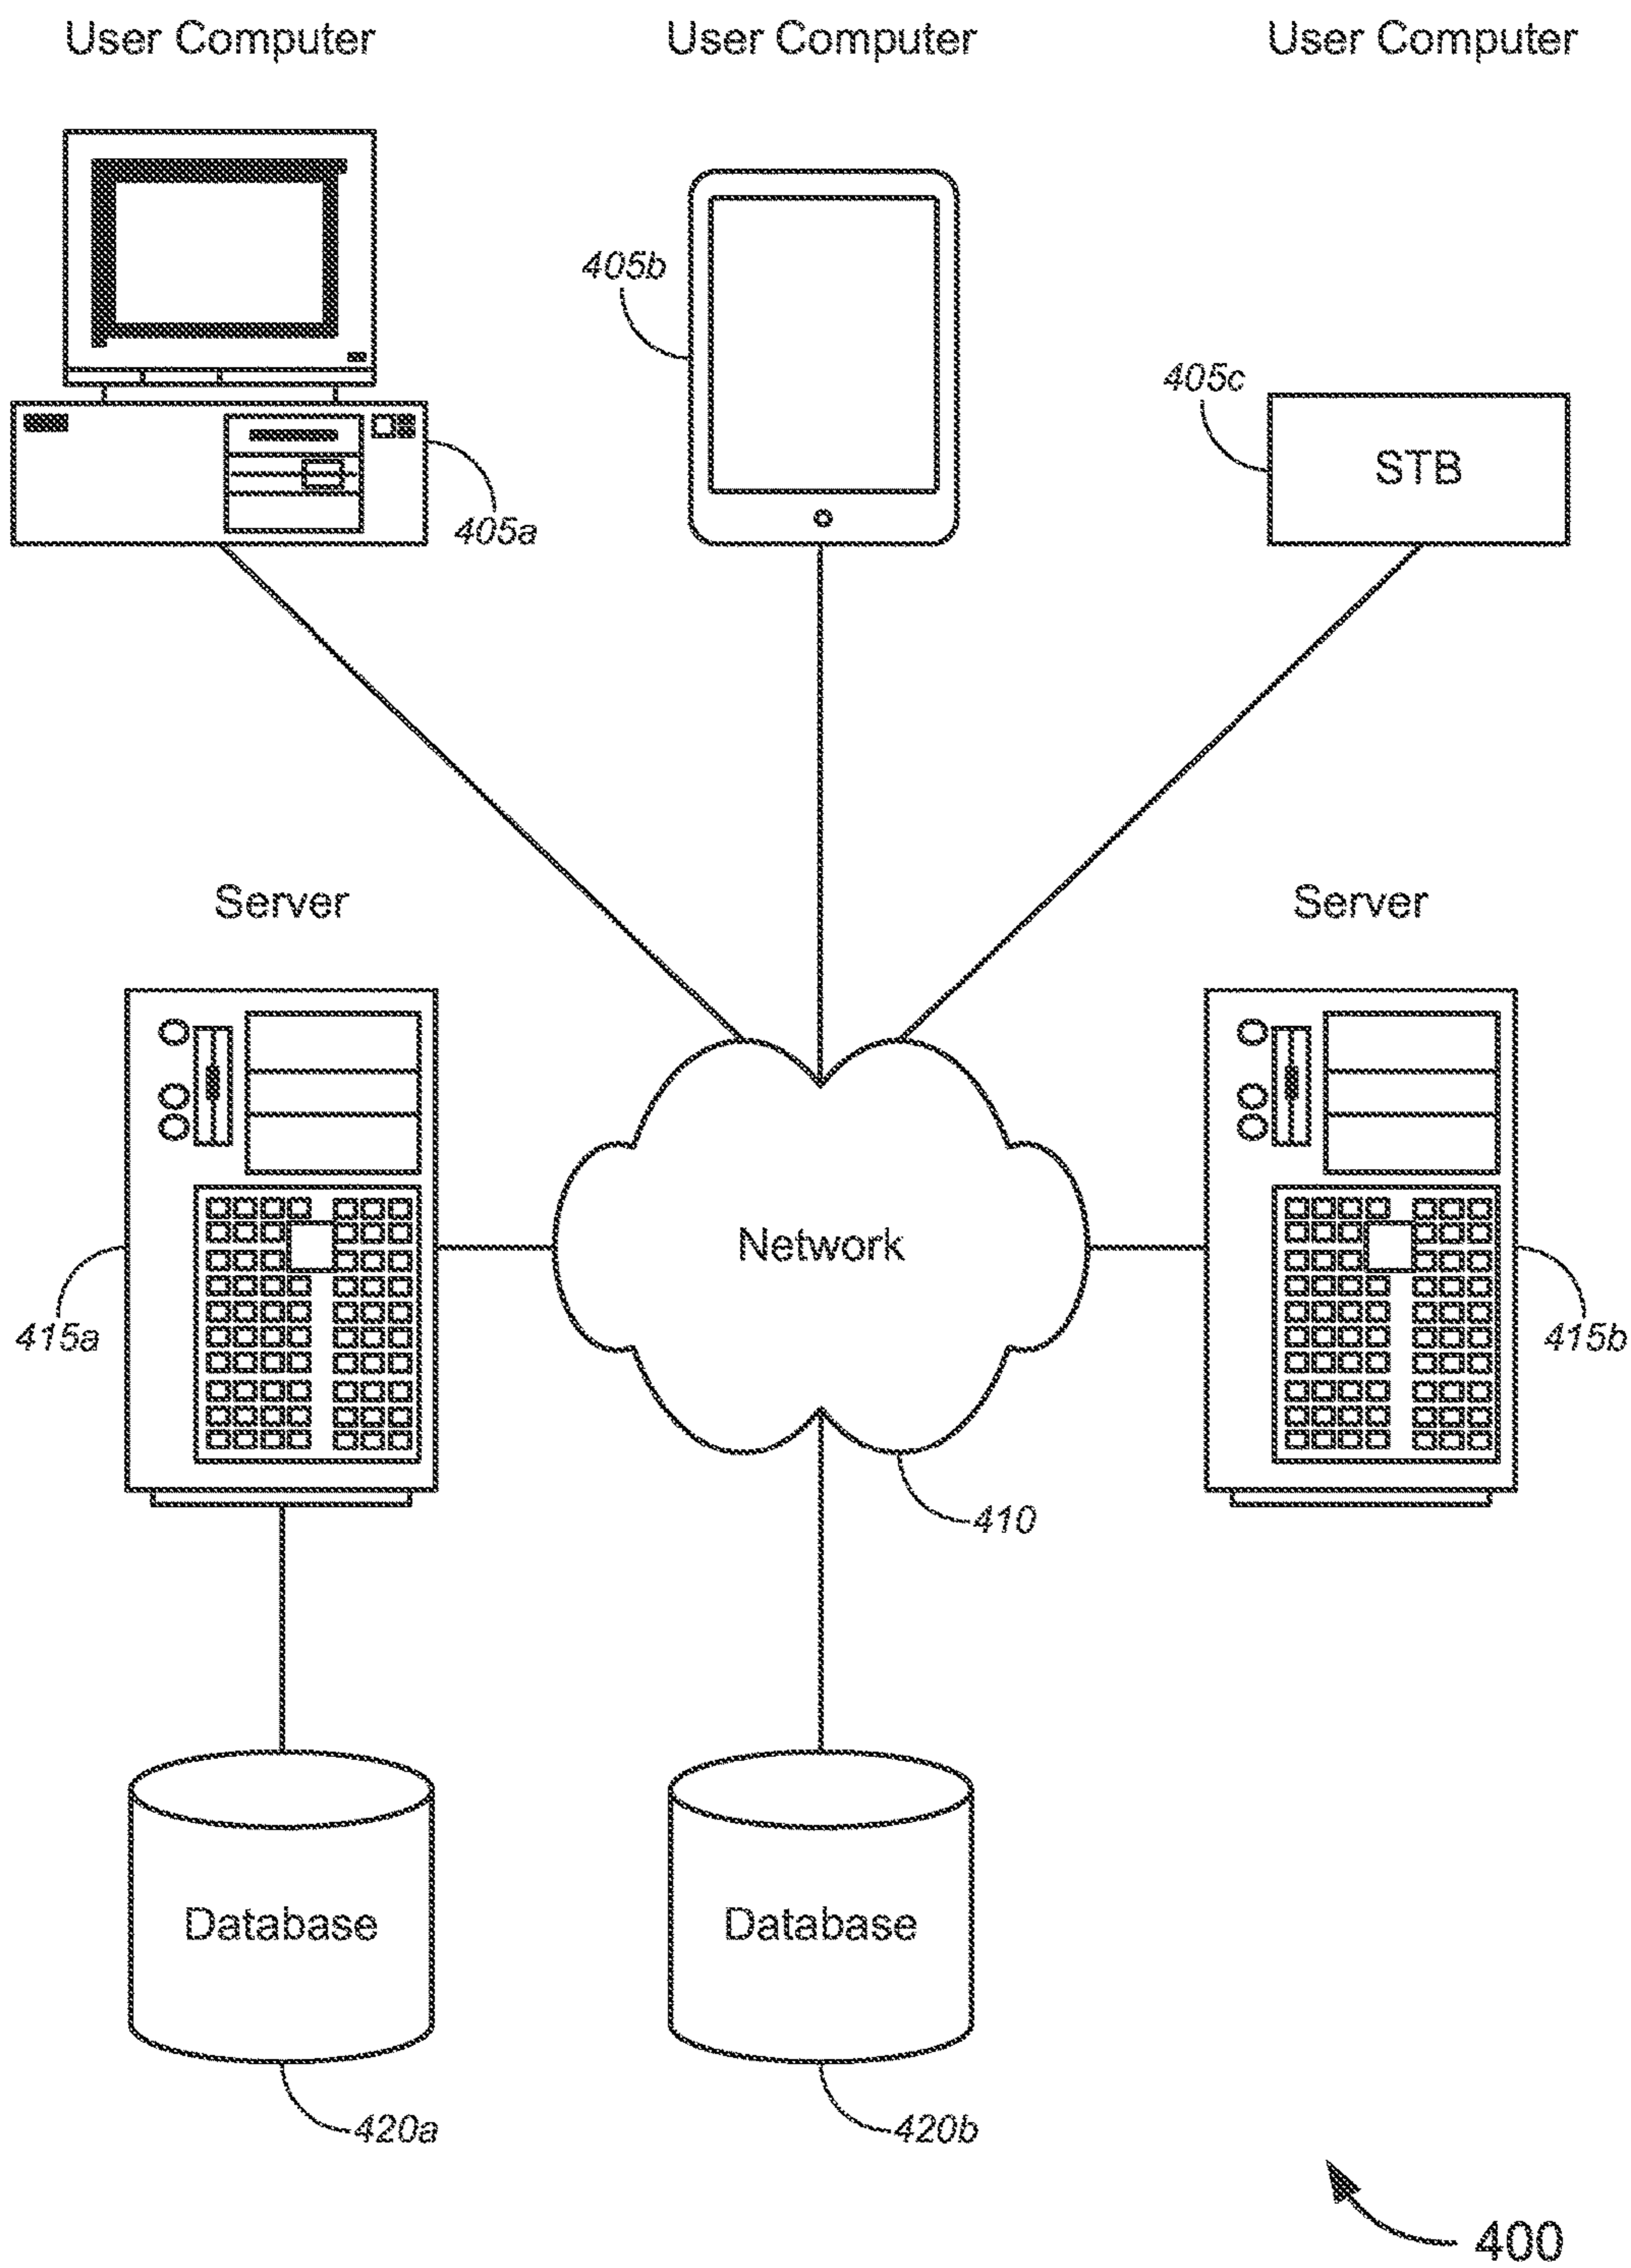 User Computer
User Computer
User Computer
405b
405c
STB
405a
Server
Server
Network
415a
415b
410
Database
Database
420a
420b
400